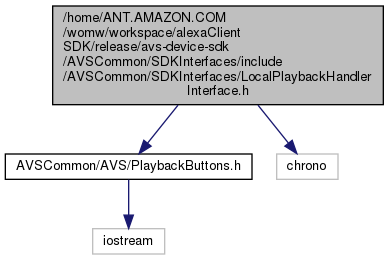 /home/ANT.AMAZON.COM
/womw/workspace/alexaClient
SDK/release/avs-device-sdk
/AVSCommon/SDKInterfaces/include
/AVSCommon/SDKInterfaces/LocalPlaybackHandler
Interface.h
AVSCommon/AVS/PlaybackButtons.h
chrono
iostream